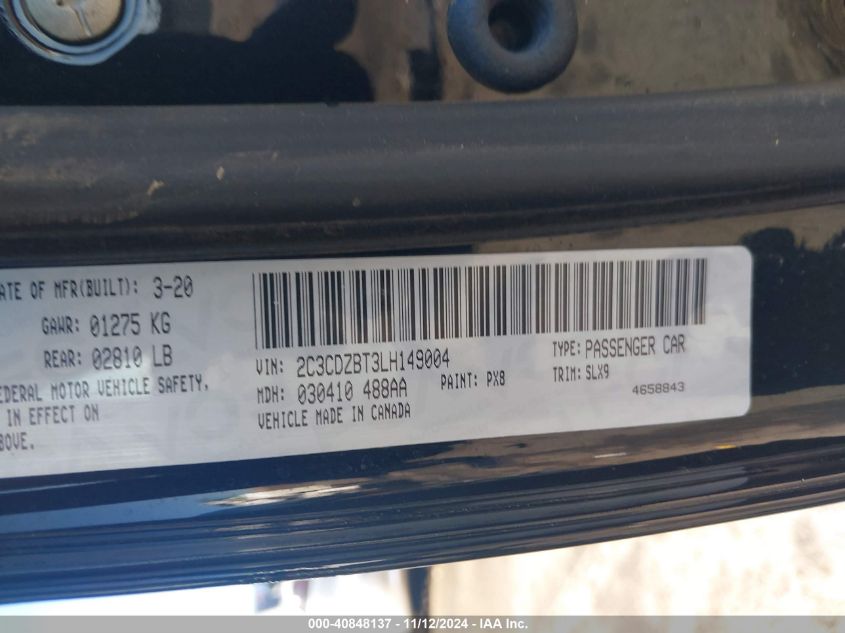 ATE OF MFR(BUILT): 3-20
GAWR: 01275 KG
REAR: 02810 LB
EDERAL MOTOR VEHICLE SAFETY,
IN EFFECT ON
BOVE.
VIN: 2C3CDZBT3LH149004
TYPE: PASSENGER CAR
MDH: 030410 488AA
PAINT: PX8
TRIM: SLX9
VEHICLE MADE IN CANADA
4658843
000-40848137 - 11/12/2024 - IAA Inc.